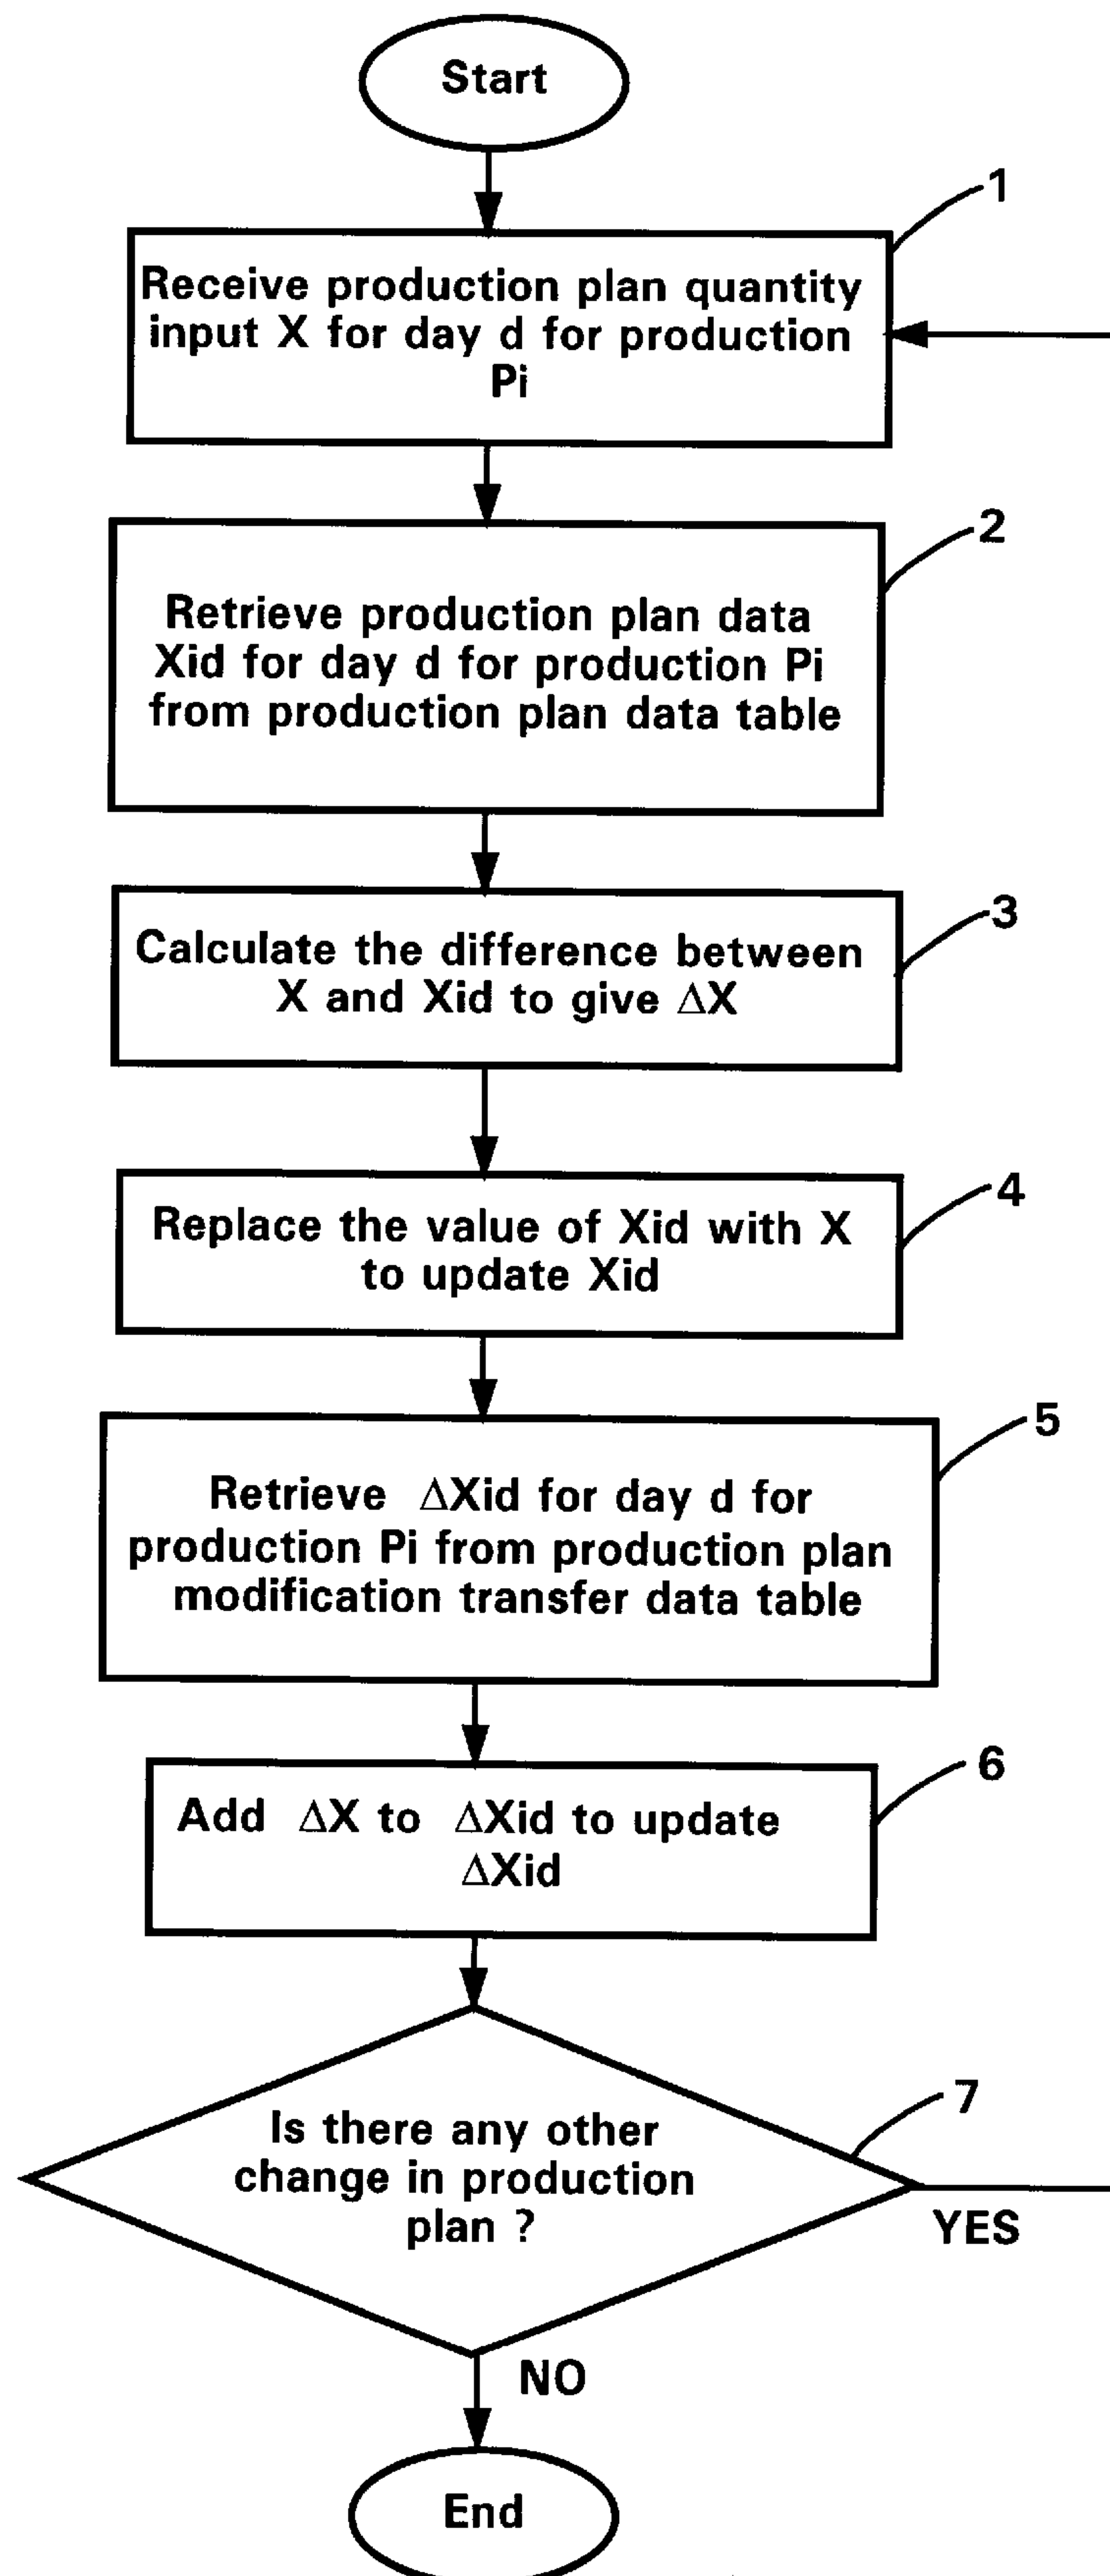 Start
1
Receive production plan quantity
input X for day d for production
Pi
2
Retrieve production plan data
Xid for day d for production Pi
from production plan data table
3
Calculate the difference between
X and Xid to give ΔX
4
Replace the value of Xid with X
to update Xid
5
Retrieve ΔXid for day d for
production Pi from production plan
modification transfer data table
6
Add ΔX to ΔXid to update
ΔXid
7
Is there any other
change in production
plan ?
YES
NO
End